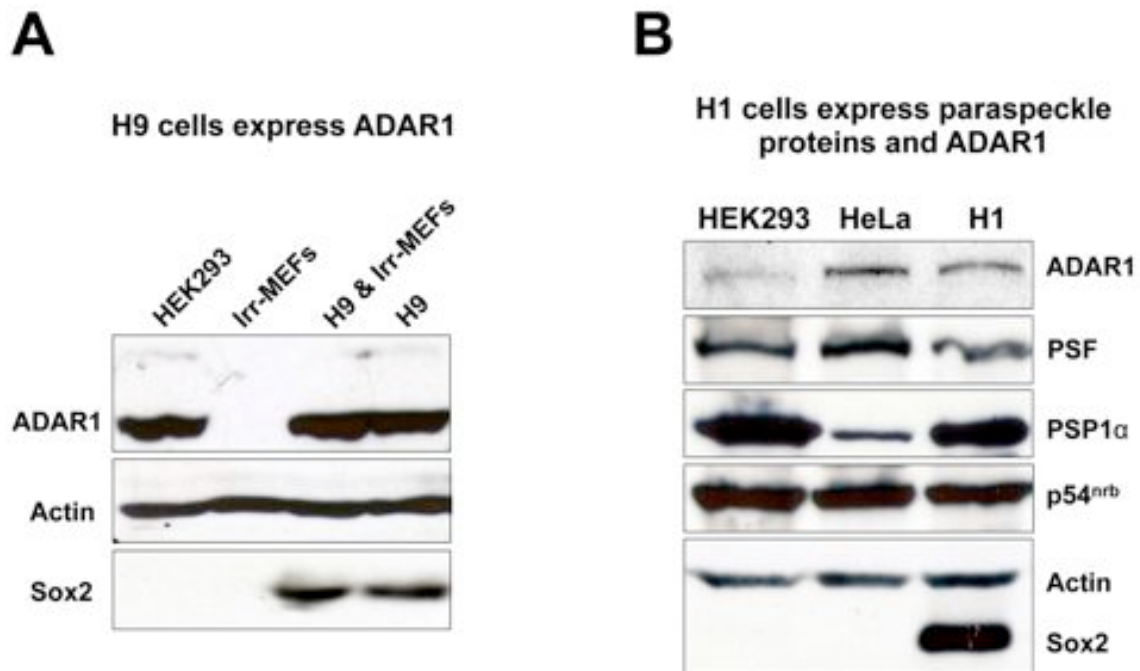 A
H9 cells express ADAR1
HEK293
Irr-MEFs
H9 & Irr-MEFs
H9
ADAR1
Actin
Sox2
B
H1 cells express paraspeckle
proteins and ADAR1
HEK293 HeLa H1
ADAR1
PSF
PSP1α
p54nrb
Actin
Sox2